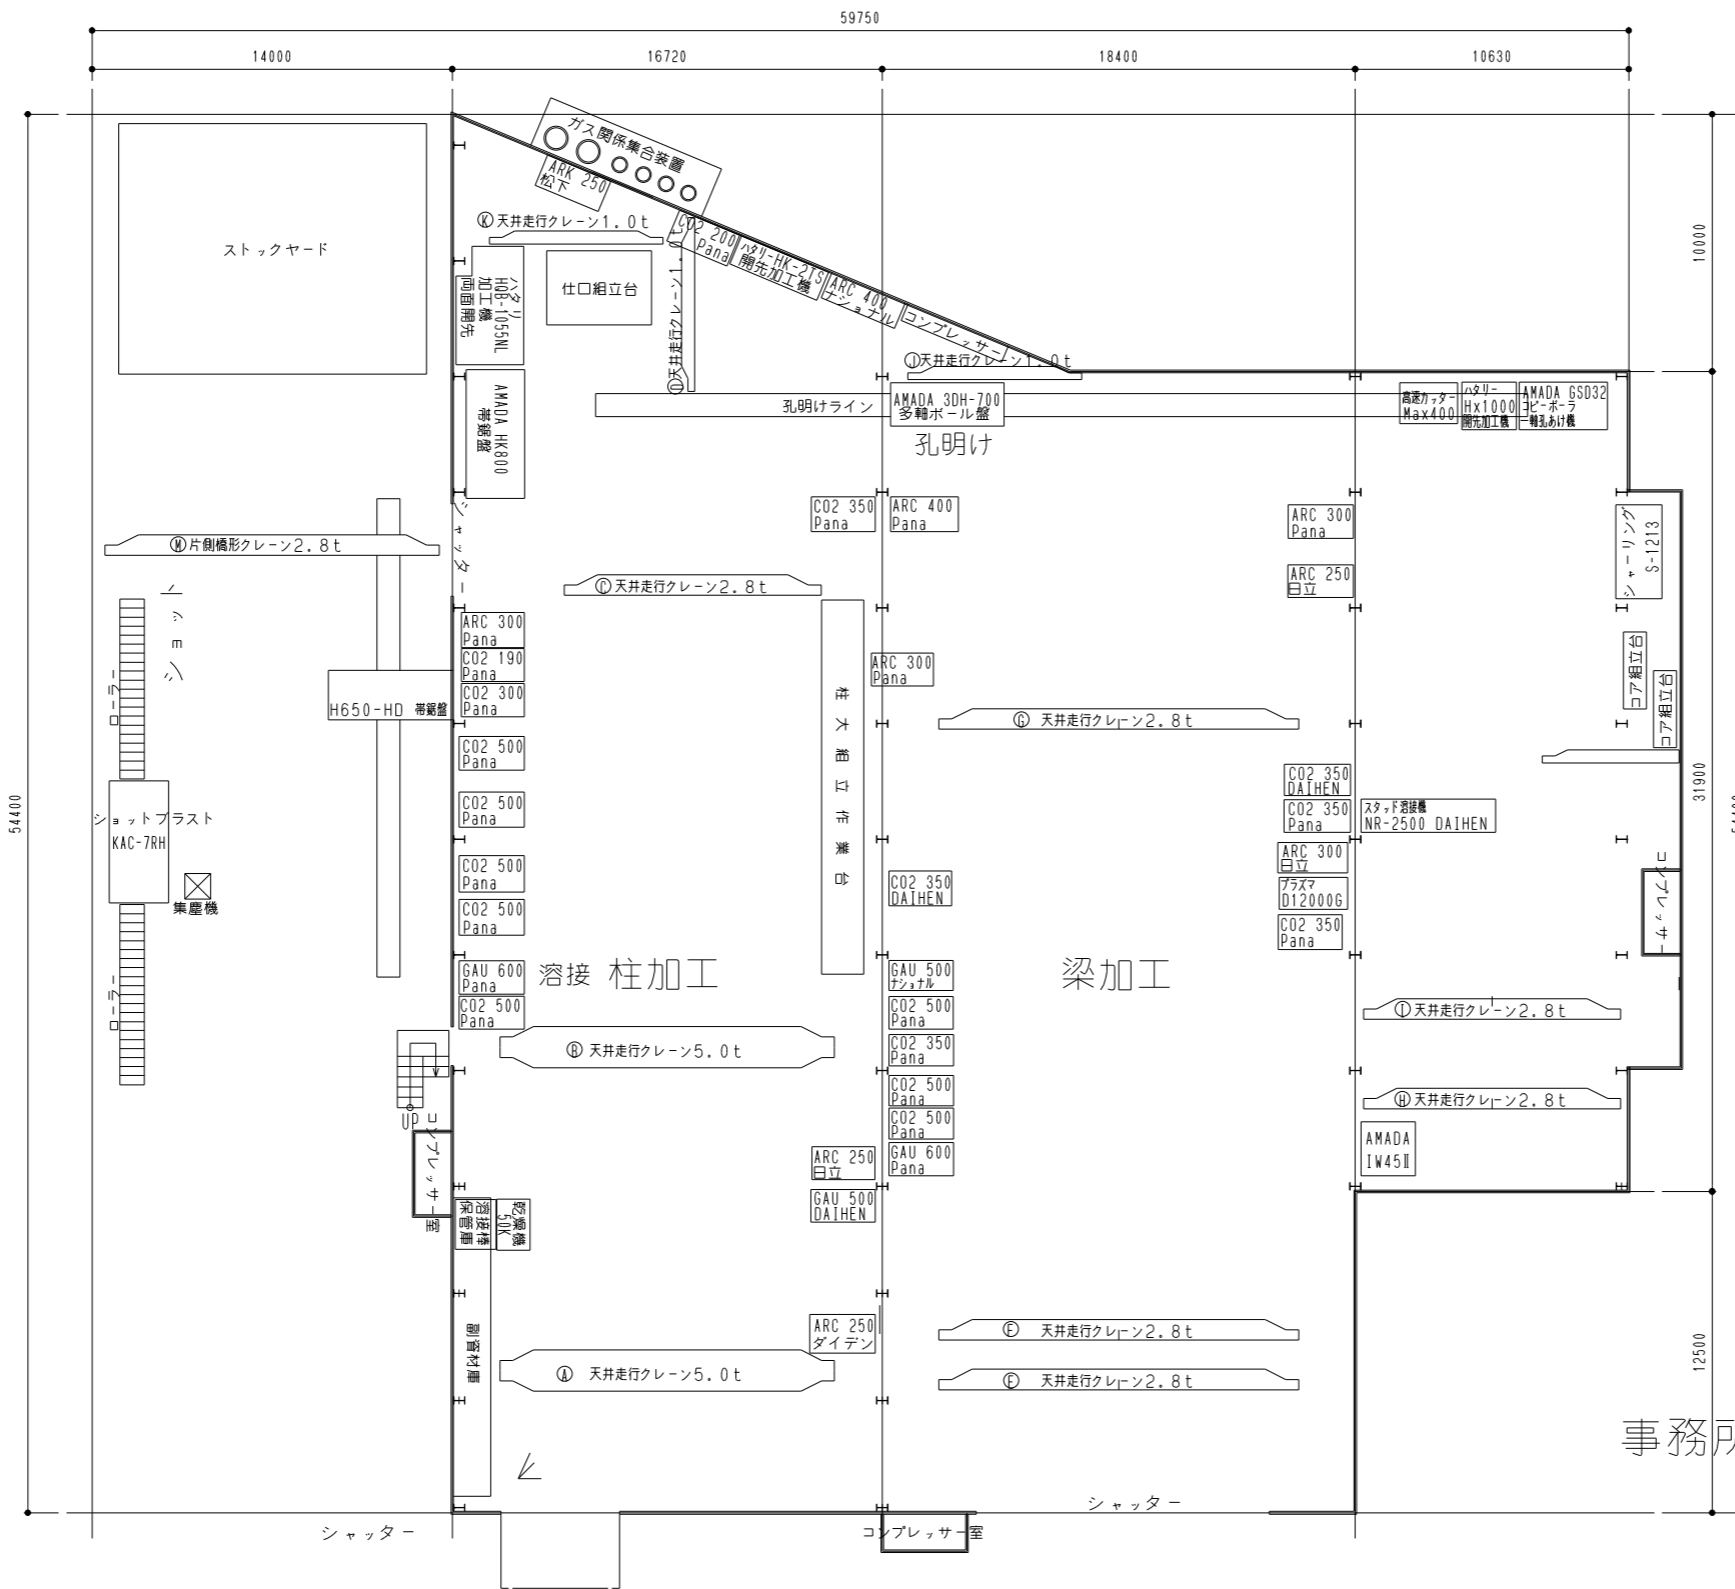 59750
14000
16720
18400
10630
ガス関係集合装置
ARK 250
松下
Ⓚ天井走行クレーン1.0t
CO2 200
Pana
ハタリ-HK-2TS
開先加工機
ARC 400
ナショナル
コンプレッサー
ストックヤード
10000
ハタリ
HQB-1055NL
加工機
両面開先
仕口組立台
Ⓓ天井走行クレーン1.0t
Ⓙ天井走行クレーン1.0t
AMADA HK800
帯鋸盤
孔明けライン
AMADA 3DH-700
多軸ボール盤
孔明け
高速カッター
Max400
ハタリー
Hx1000
開先加工機
AMADA GSD32
コピーボーラ
一軸孔あけ機
シャッター
CO2 350
Pana
ARC 400
Pana
ARC 300
Pana
シャーリング
S-1213
Ⓜ片側橋形クレーン2.8t
Ⓒ天井走行クレーン2.8t
ARC 250
日立
ショット
ローラー
ARC 300
Pana
CO2 190
Pana
CO2 300
Pana
H650-HD 帯鋸盤
ARC 300
Pana
柱大組立作業台
Ⓖ 天井走行クレーン2.8t
コア組立台
コア組立台
CO2 500
Pana
CO2 350
DAIHEN
CO2 350
Pana
スタッド溶接機
NR-2500 DAIHEN
31900
54400
54400
CO2 500
Pana
ショットブラスト
KAC-7RH
集塵機
CO2 500
Pana
CO2 500
Pana
CO2 350
DAIHEN
ARC 300
日立
プラズマ
D12000G
CO2 350
Pana
コンプレッサー
GAU 600
Pana
CO2 500
Pana
溶接 柱加工
梁加工
GAU 500
ナショナル
CO2 500
Pana
CO2 350
Pana
CO2 500
Pana
CO2 500
Pana
GAU 600
Pana
ローラー
Ⓑ 天井走行クレーン5.0t
Ⓘ天井走行クレーン2.8t
Ⓗ天井走行クレーン2.8t
UP
コンプレッサー室
AMADA
IW45Ⅱ
ARC 250
日立
GAU 500
DAIHEN
乾燥機
50K
溶接棒
保管庫
副資材庫
ARC 250
ダイデン
Ⓐ 天井走行クレーン5.0t
Ⓕ 天井走行クレーン2.8t
Ⓔ 天井走行クレーン2.8t
12500
事務所
シャッター
シャッター
コンプレッサー室